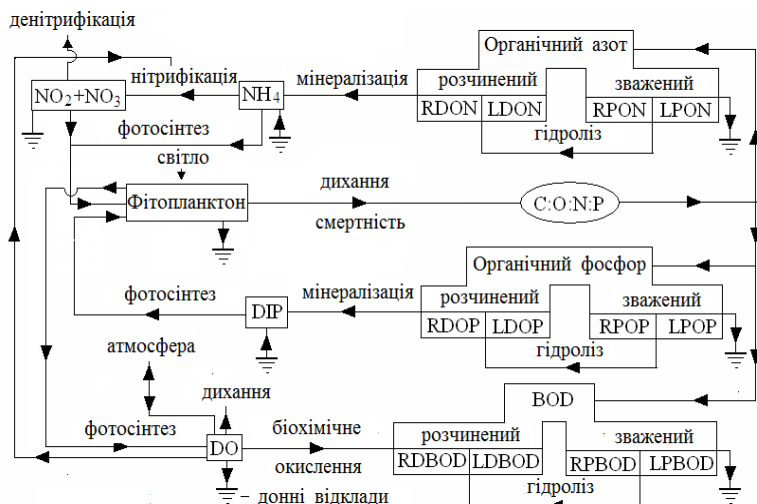 денітрифікація
Органічний азот
нітрифікація
мінералізація
розчинений
зважений
NO₂+NO₃
NH₄
RDON LDON
RPON LPON
фотосінтез
гідроліз
світло
дихання
Фітопланктон
C:O:N:P
смертність
Органічний фосфор
фотосінтез
мінералізація
розчинений
зважений
DIP
RDOP LDOP
RPOP LPOP
атмосфера
гідроліз
дихання
BOD
фотосінтез
біохімічне
розчинений
зважений
DO
окислення
RDBOD LDBOD
RPBOD LPBOD
гідроліз
– донні відклади